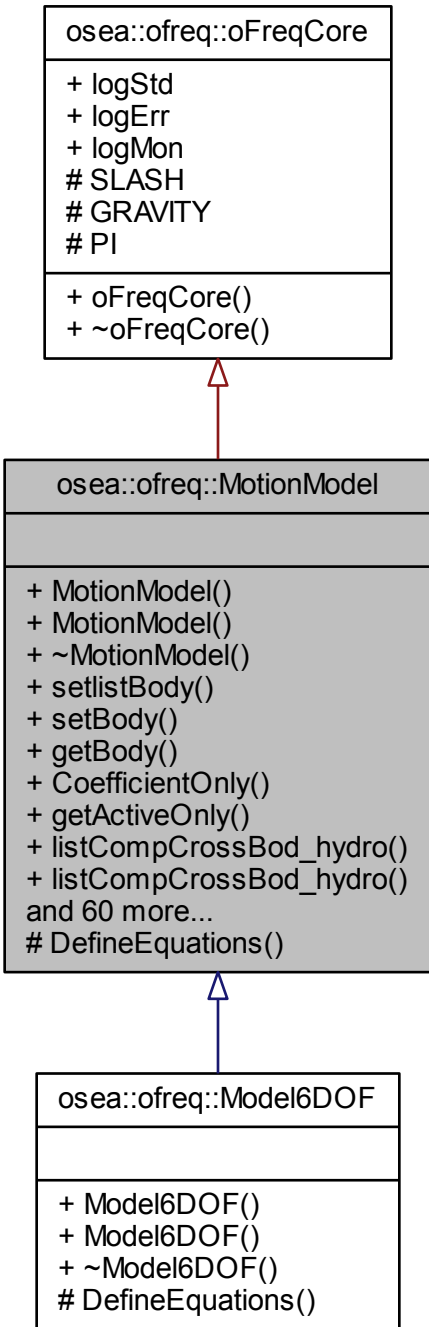 osea::ofreq::oFreqCore
+ logStd
+ logErr
+ logMon
# SLASH
# GRAVITY
# PI
+ oFreqCore()
+ ~oFreqCore()
osea::ofreq::MotionModel
+ MotionModel()
+ MotionModel()
+ ~MotionModel()
+ setlistBody()
+ setBody()
+ getBody()
+ CoefficientOnly()
+ getActiveOnly()
+ listCompCrossBod_hydro()
+ listCompCrossBod_hydro()
and 60 more...
# DefineEquations()
osea::ofreq::Model6DOF
+ Model6DOF()
+ Model6DOF()
+ ~Model6DOF()
# DefineEquations()